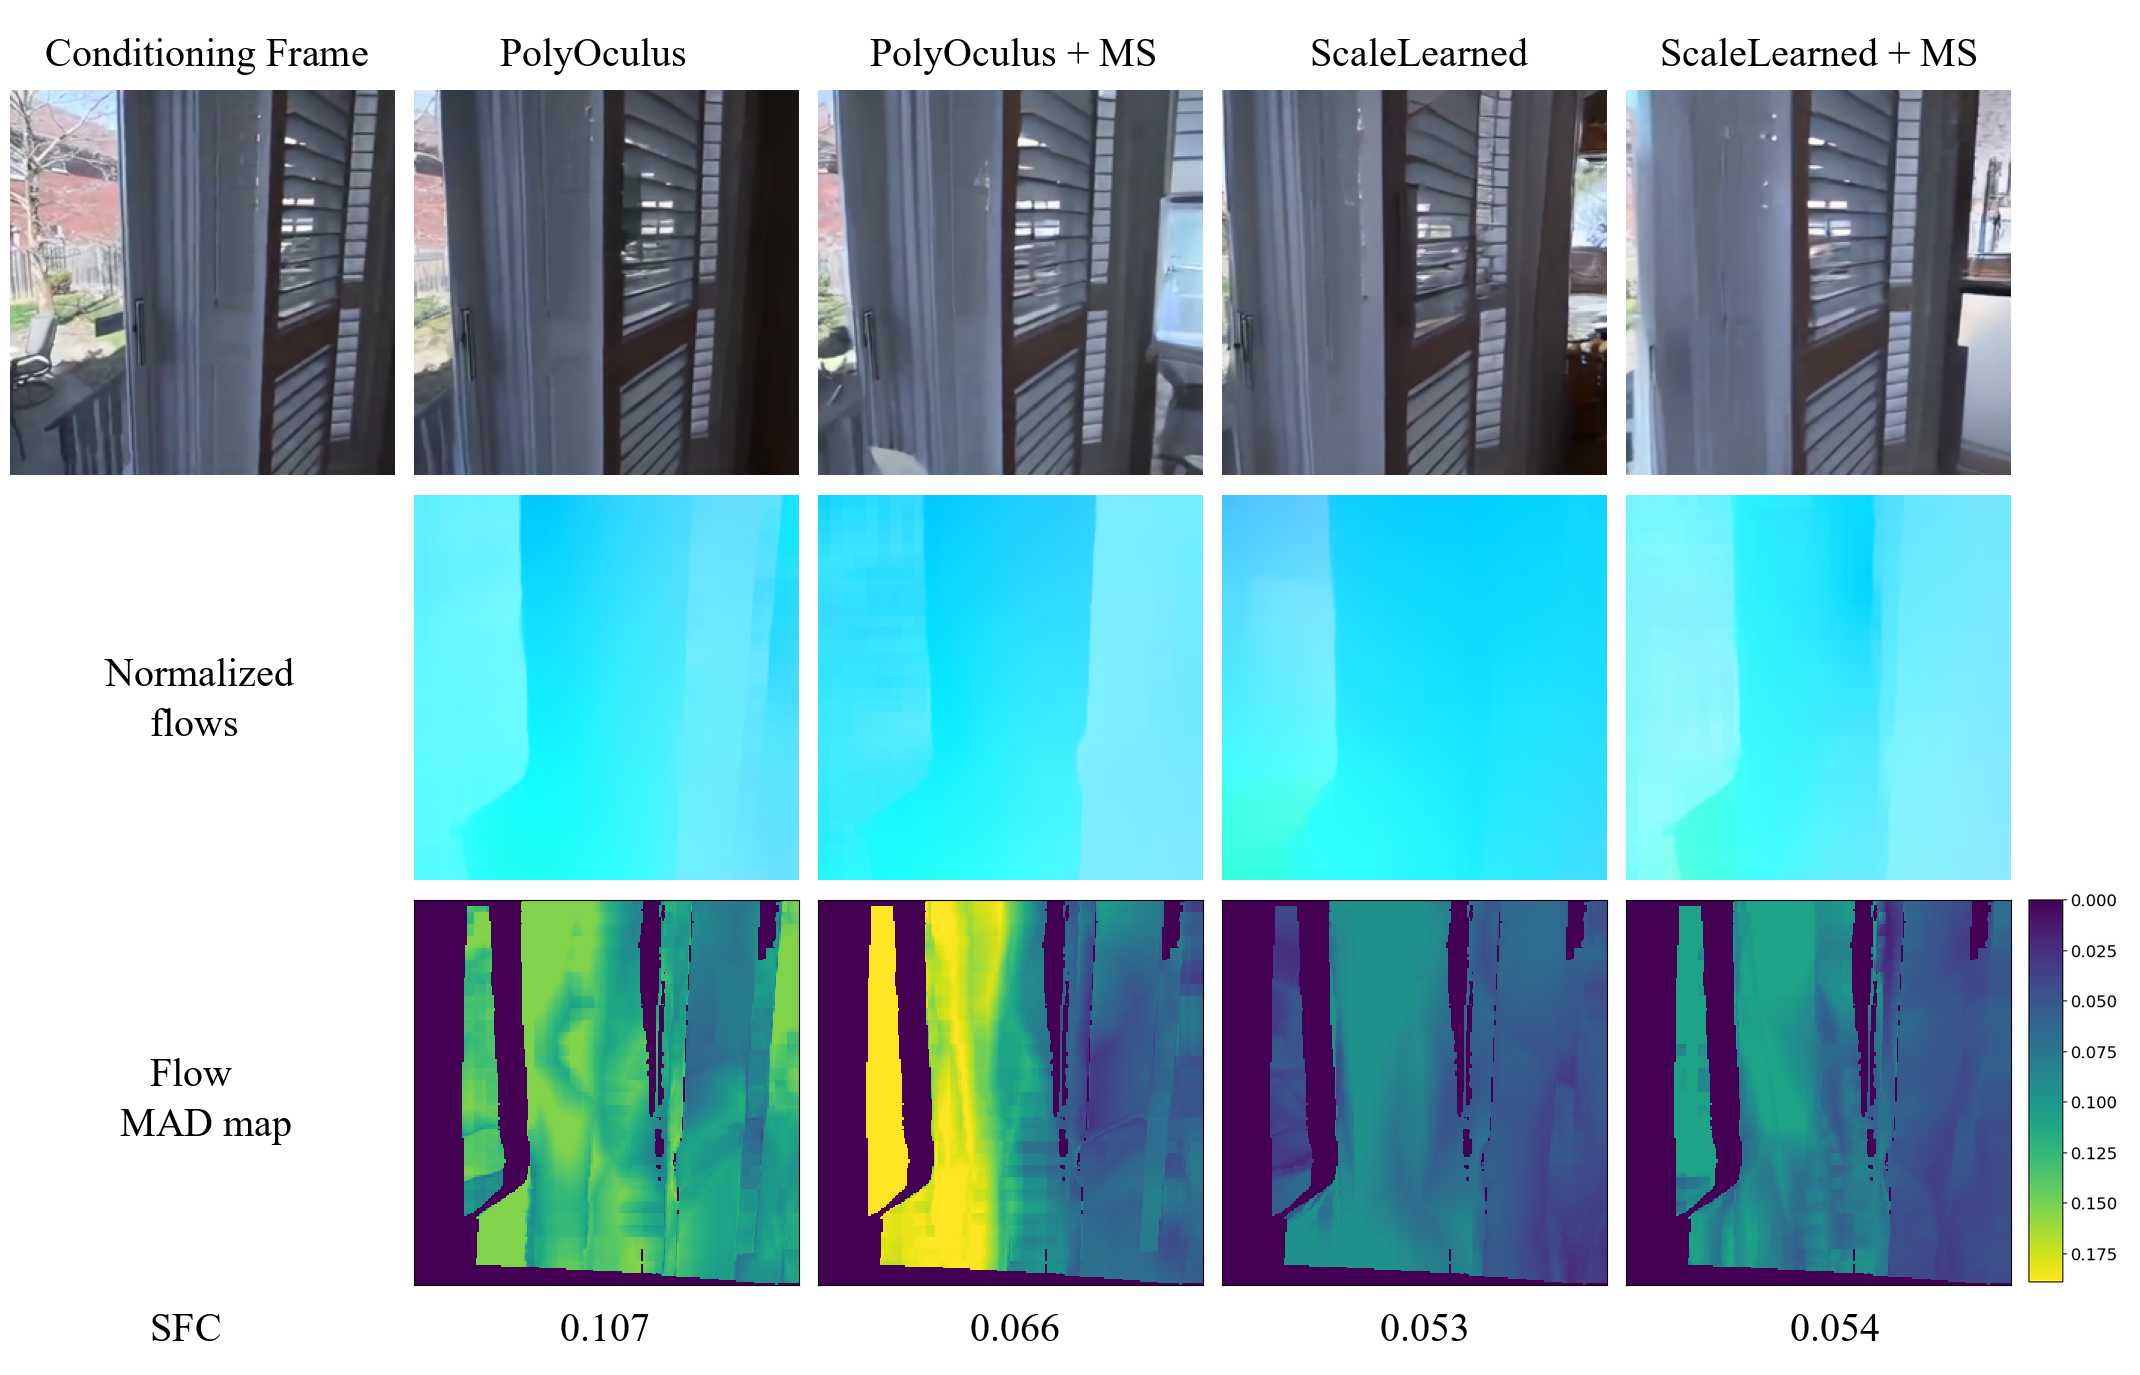 Conditioning Frame PolyOculus PolyOculus + MS ScaleLearned ScaleLearned + MS
Normalized
flows
Flow
MAD map
0.000
0.025
0.050
0.075
0.100
0.125
0.150
0.175
SFC 0.107 0.066 0.053 0.054